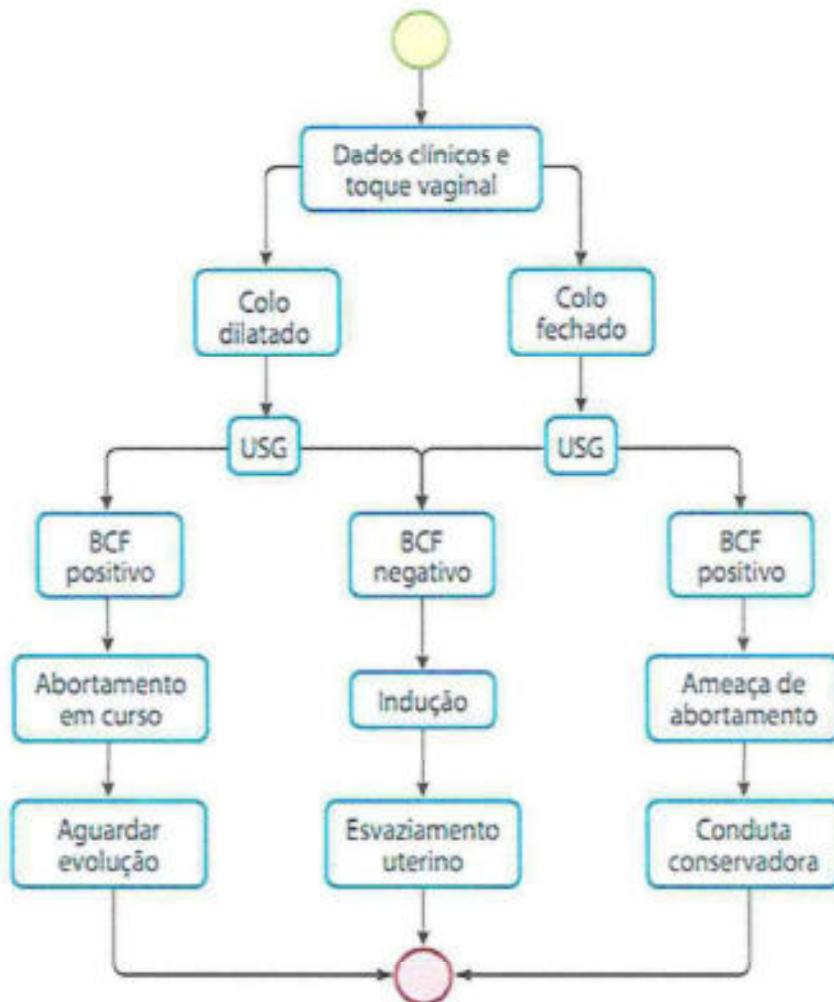 Dados clínicos e
toque vaginal
Colo
dilatado
Colo
fechado
USG
USG
BCF
positivo
BCF
negativo
BCF
positivo
Abortamento
em curso
Indução
Ameaça de
abortamento
Aguardar
evolução
Esvaziamento
uterino
Conduta
conservadora